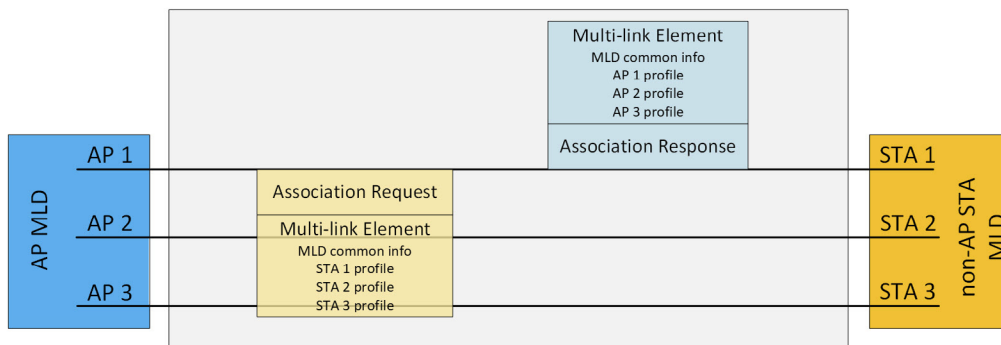 AP MLD
AP 1
AP 2
AP 3
Association Request
Multi-link Element
MLD common info
STA 1 profile
STA 2 profile
STA 3 profile
Multi-link Element
MLD common info
AP 1 profile
AP 2 profile
AP 3 profile
Association Response
STA 1
STA 2
STA 3
non-AP STA
MLD